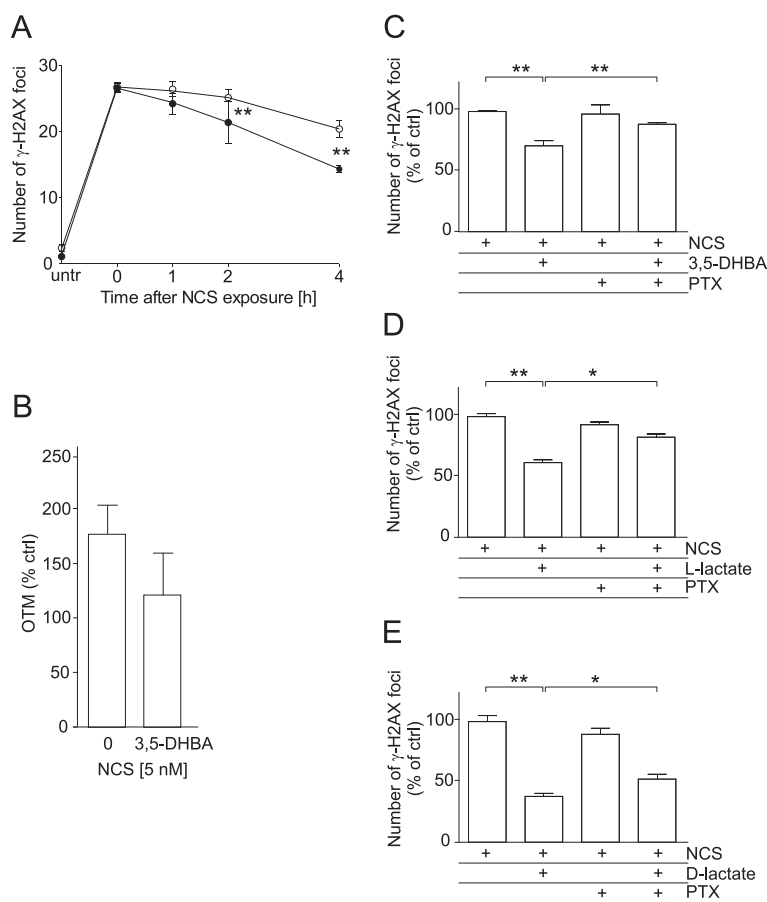 A
Number of γ-H2AX foci
30
20
10
0
**
**
untr 0 1 2 4
Time after NCS exposure [h]
B
OTM (% ctrl)
250
200
150
100
50
0
0 3,5-DHBA
NCS [5 nM]
C
Number of γ-H2AX foci
(% of ctrl)
** **
100
50
0
+ + + + NCS
+ + 3,5-DHBA
+ + PTX
D
Number of γ-H2AX foci
(% of ctrl)
** *
100
50
0
+ + + + NCS
+ + L-lactate
+ + PTX
E
Number of γ-H2AX foci
(% of ctrl)
** *
100
50
0
+ + + + NCS
+ + D-lactate
+ + PTX